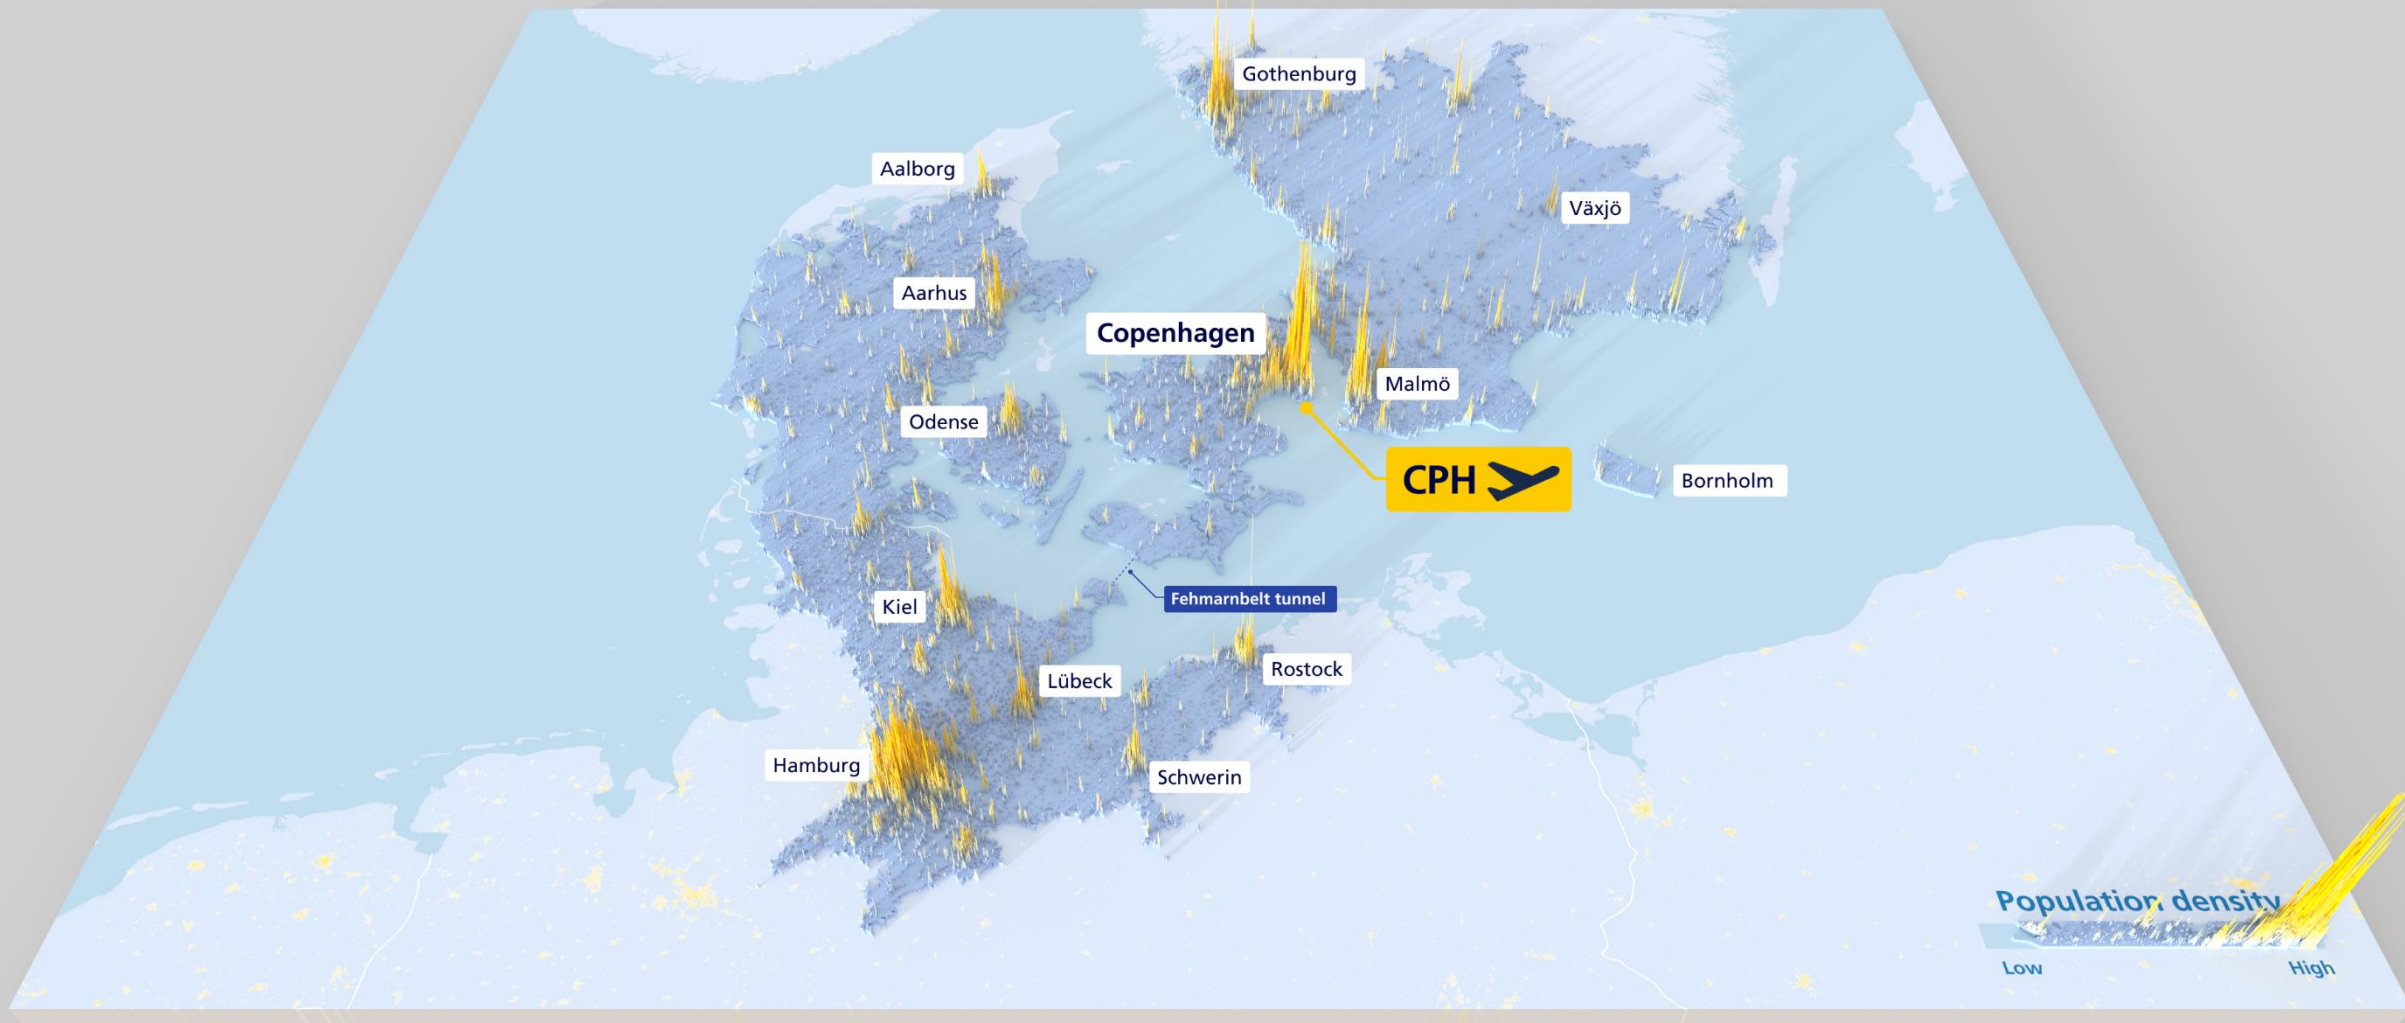 Gothenburg
Aalborg
Växjö
Aarhus
Copenhagen
Malmö
Odense
CPH
Bornholm
Fehmarnbelt tunnel
Kiel
Rostock
Lübeck
Hamburg
Schwerin
Population density
Low
High